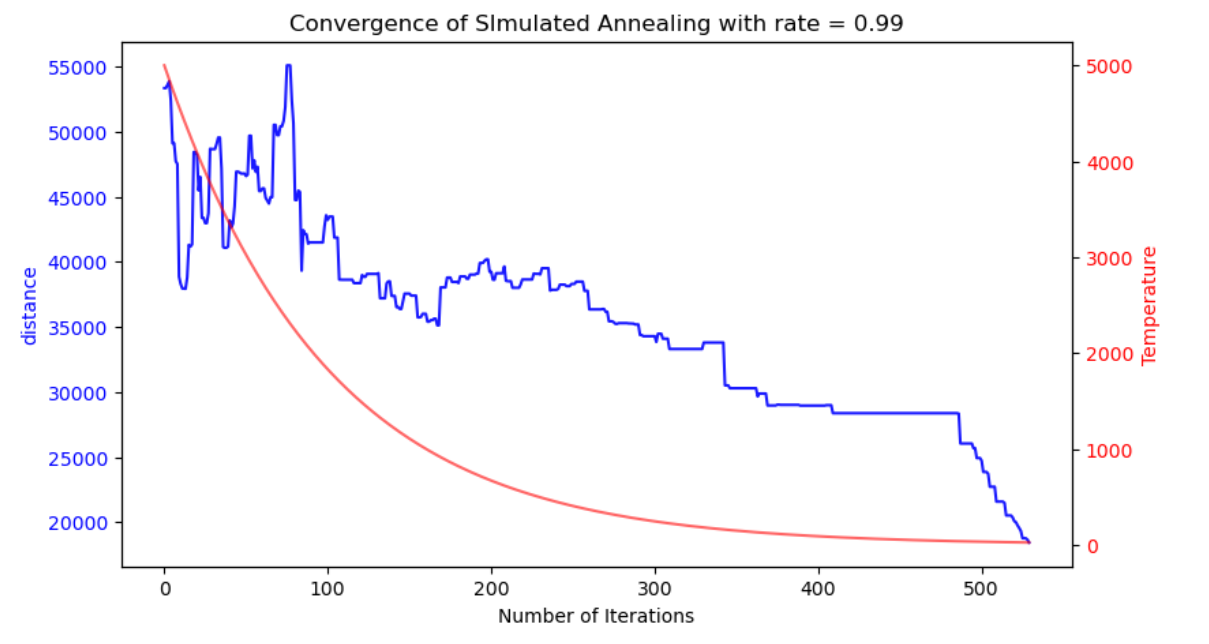 Convergence of SImulated Annealing with rate = 0.99
55000
50000
45000
40000
35000
30000
25000
20000
distance
5000
4000
3000
2000
1000
0
Temperature
0 100 200 300 400 500
Number of Iterations